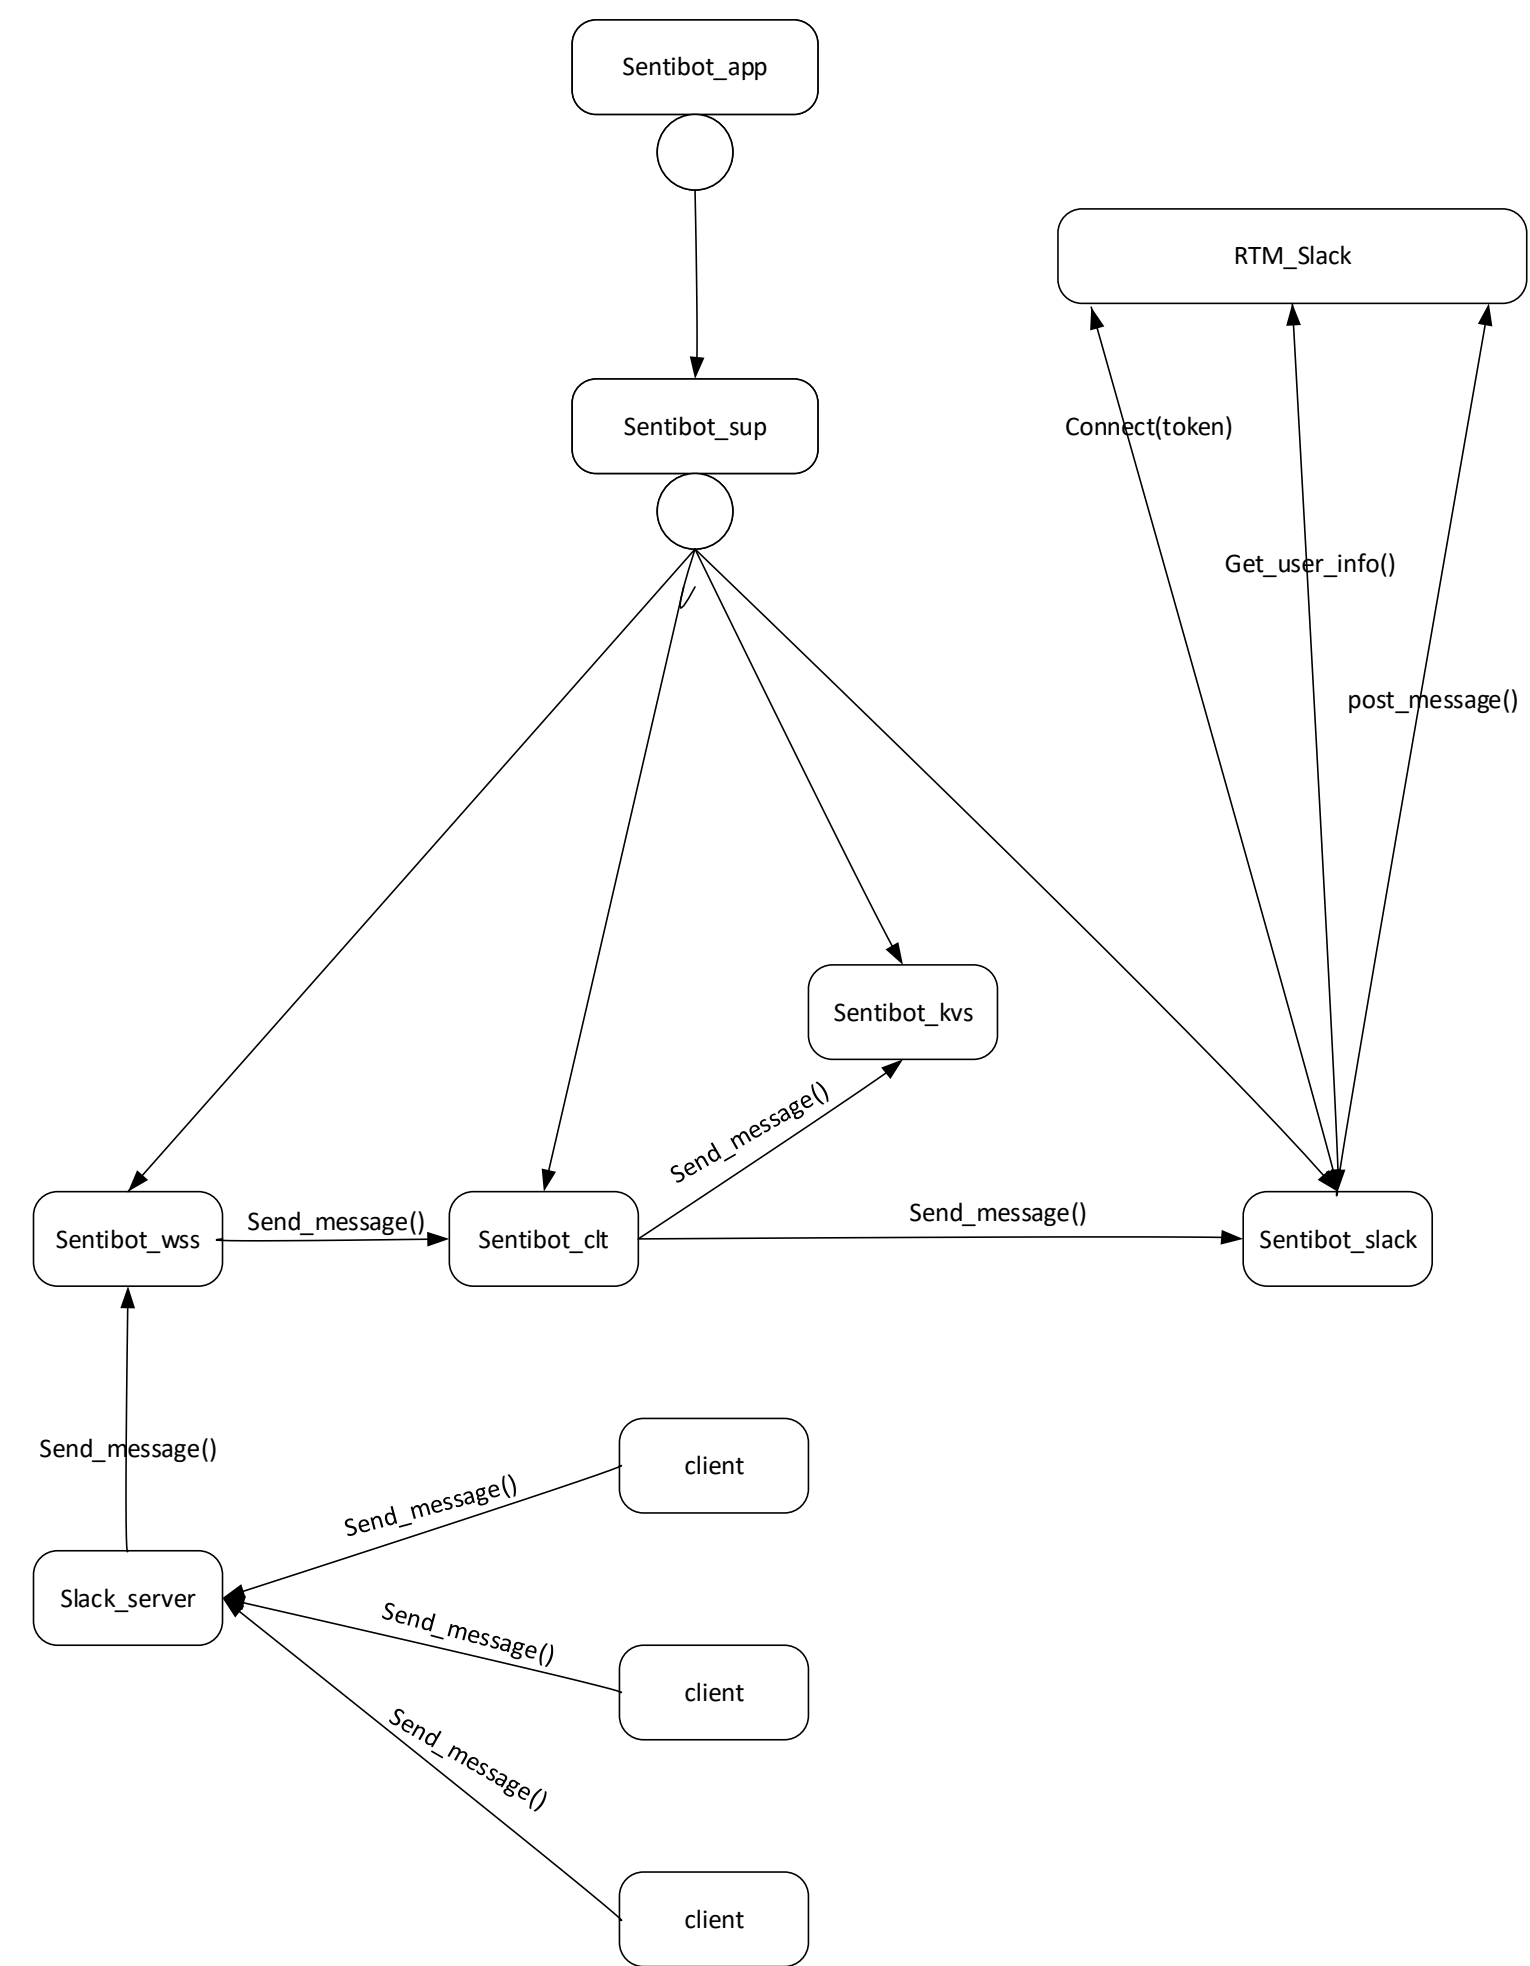 Sentibot_app
RTM_Slack
Sentibot_sup
Connect(token)
Get_user_info()
post_message()
Sentibot_kvs
Send_message()
Sentibot_wss
Send_message()
Sentibot_clt
Send_message()
Sentibot_slack
Send_message()
client
Send_message()
Slack_server
Send_message()
client
Send_message()
client